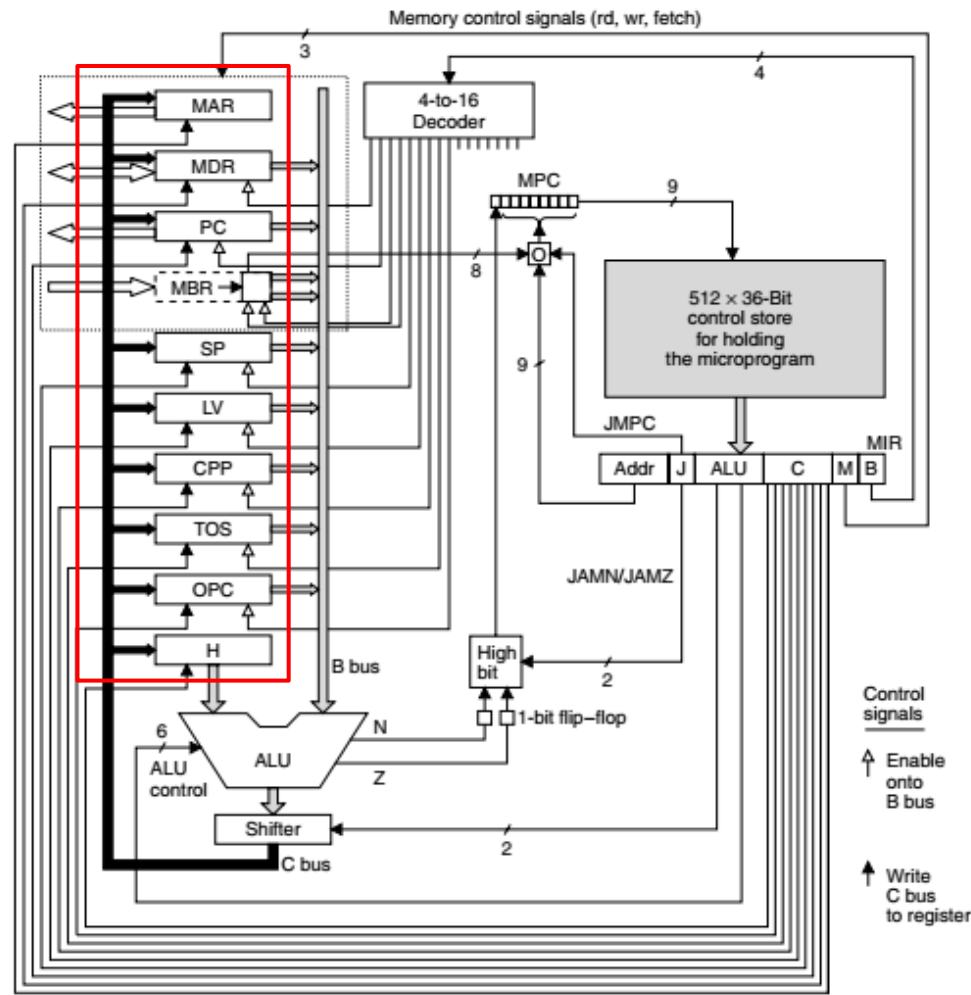 Memory control signals (rd, wr, fetch)
3
4
MAR
4-to-16
Decoder
MDR
MPC
9
PC
O
8
MBR
512 × 36-Bit
control store
for holding
the microprogram
SP
9
LV
JMPC
MIR
CPP
Addr
J
ALU
C
M
B
TOS
JAMN/JAMZ
OPC
H
High
bit
2
B bus
Control
signals
1-bit flip–flop
N
6
ALU
control
ALU
Z
Enable
onto
B bus
Shifter
2
C bus
Write
C bus
to register